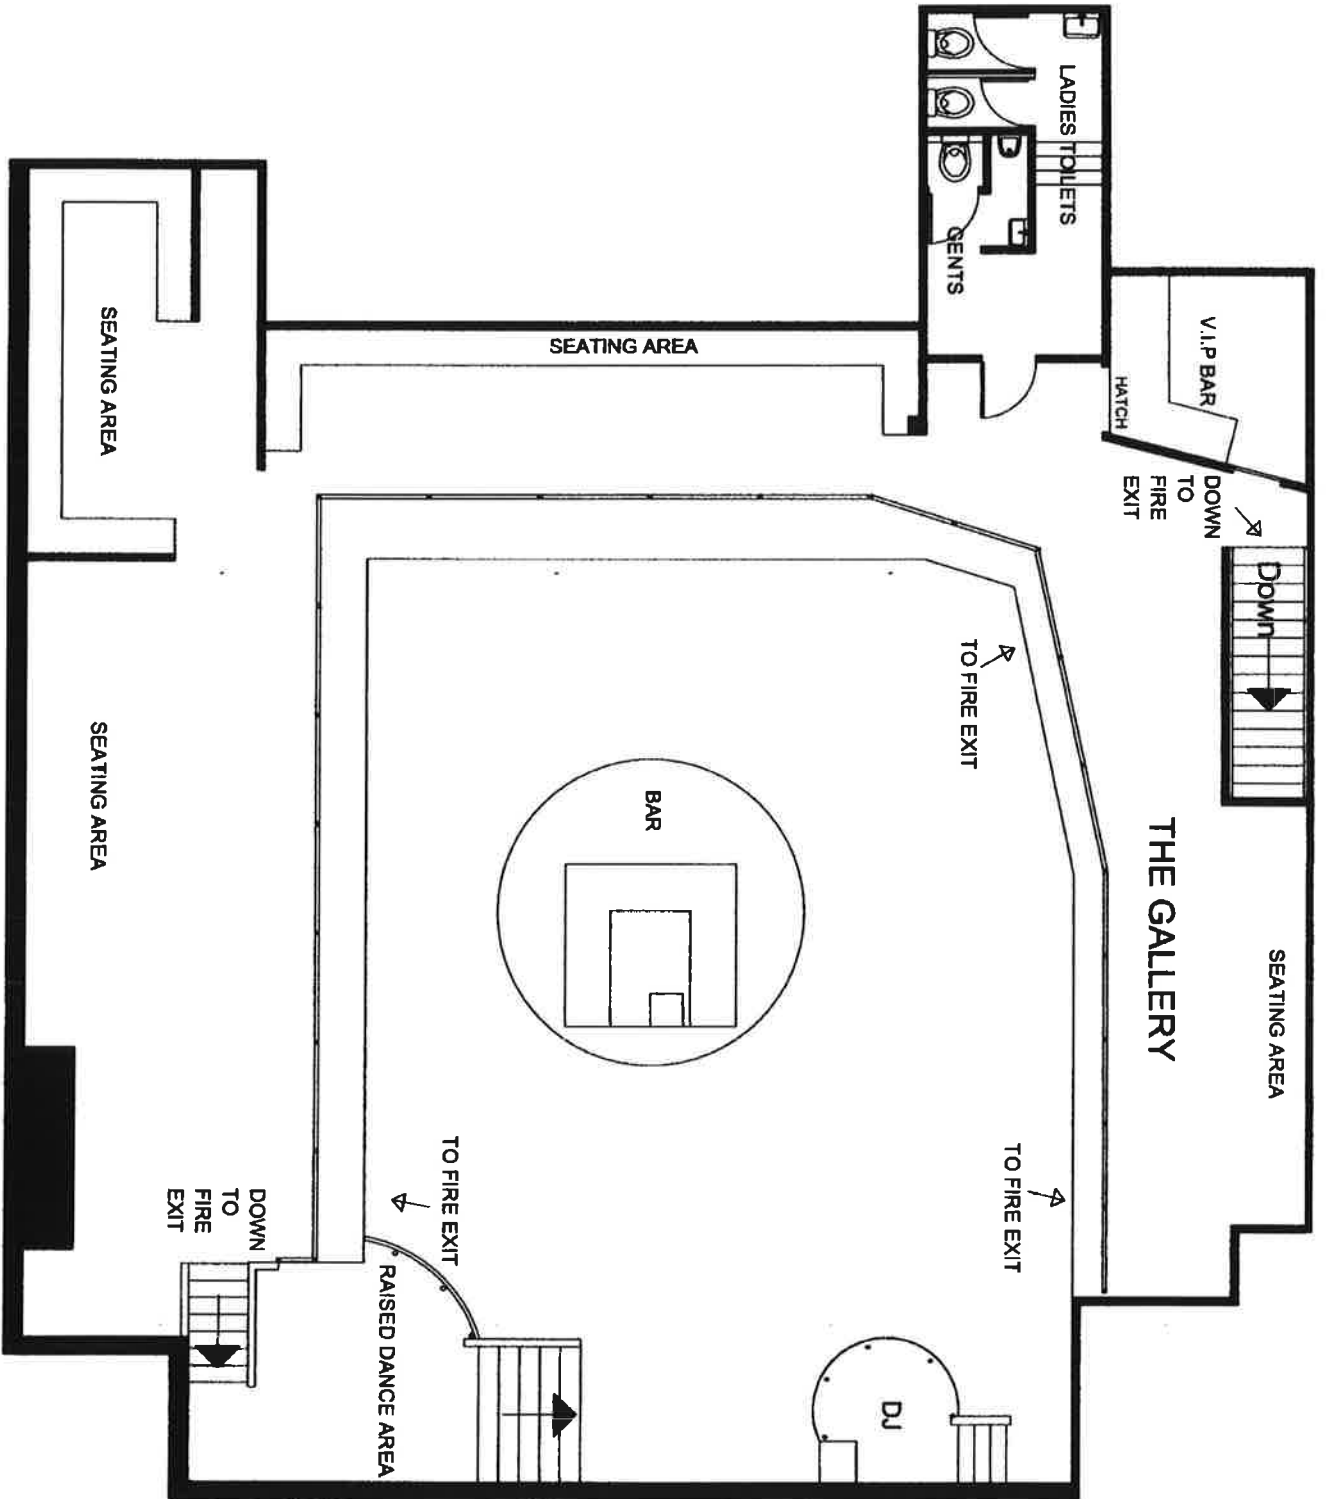 LADIES TOILETS
GENTS
V.I.P BAR
HATCH
SEATING AREA
SEATING AREA
DOWN
TO
FIRE
EXIT
Down
TO FIRE EXIT
SEATING AREA
BAR
THE GALLERY
SEATING AREA
TO FIRE EXIT
TO FIRE EXIT
DOWN
TO
FIRE
EXIT
RAISED DANCE AREA
DJ